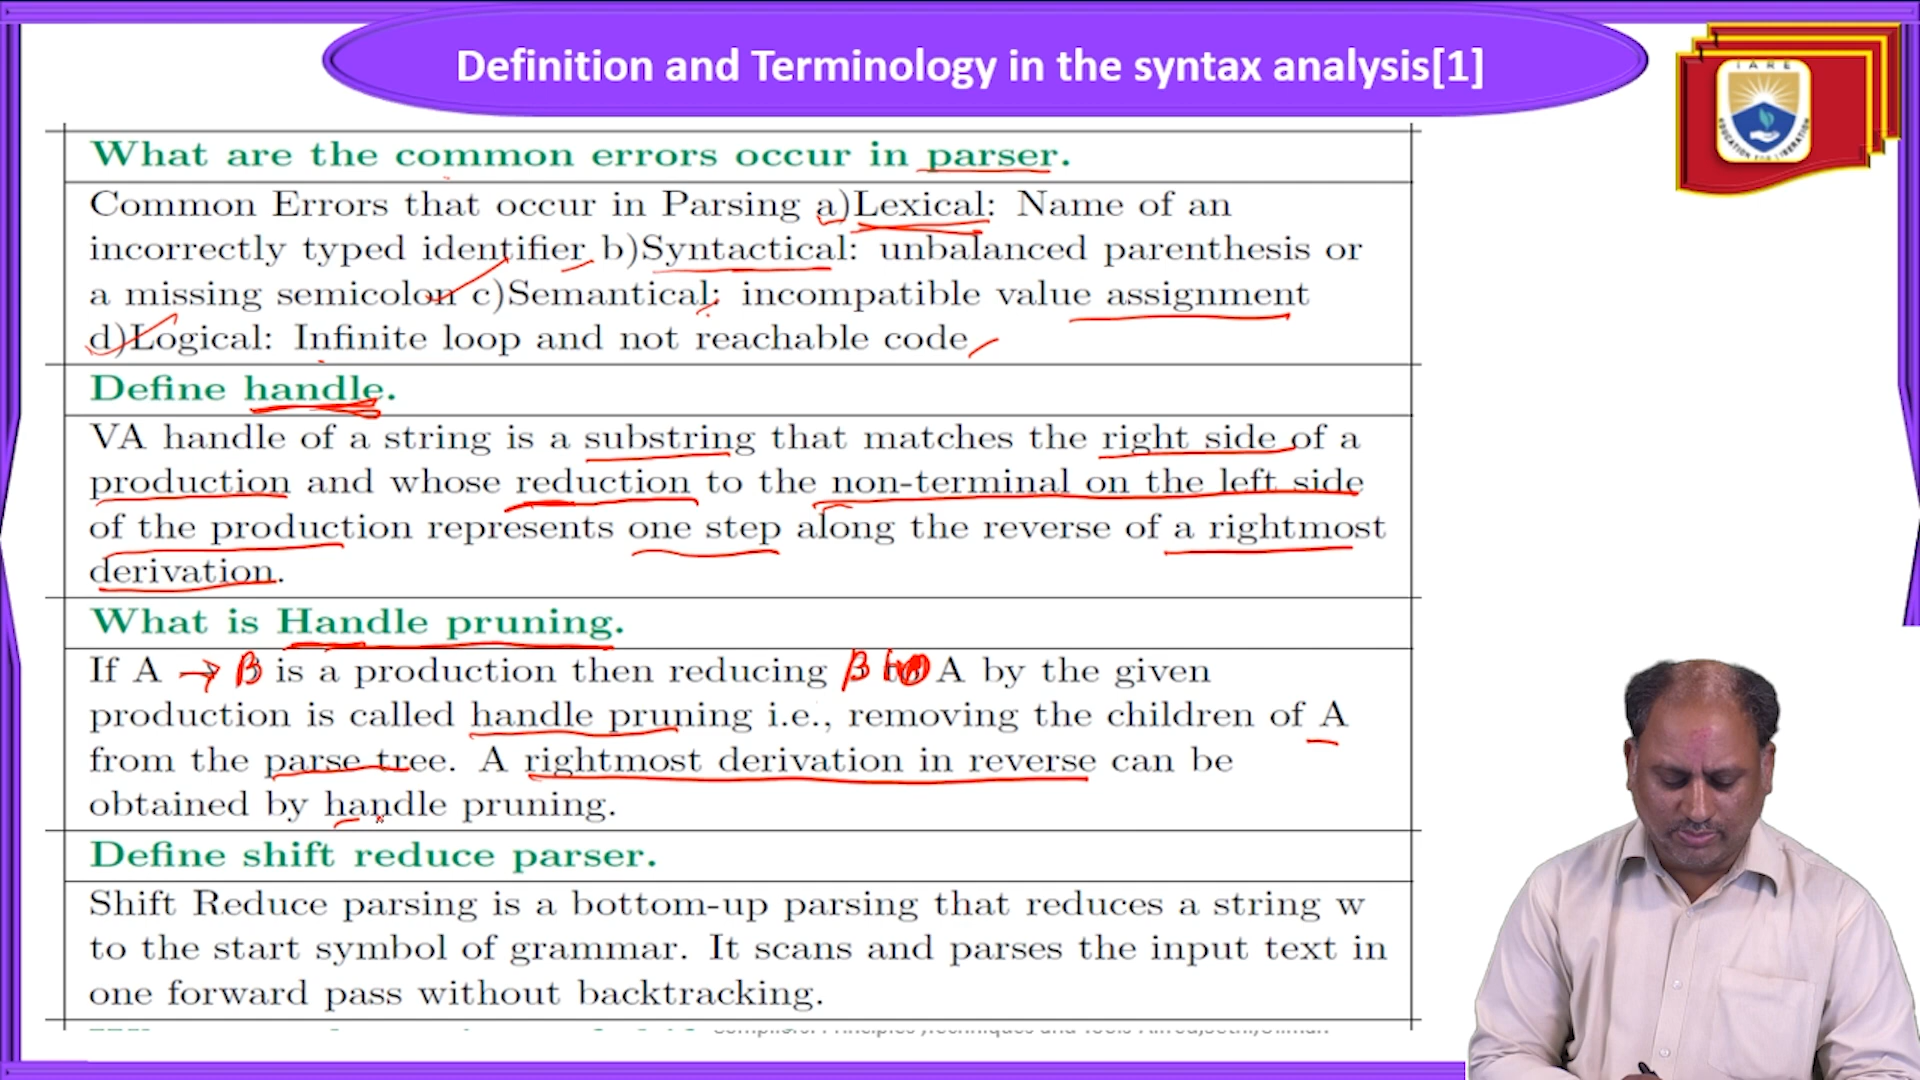 Definition and Terminology in the syntax analysis[1]
IARE
EDUCATION FOR LIBERATION
What are the common errors occur in parser.
Common Errors that occur in Parsing a)Lexical: Name of an
incorrectly typed identifier b)Syntactical: unbalanced parenthesis or
a missing semicolon c)Semantical: incompatible value assignment
d)Logical: Infinite loop and not reachable code
Define handle.
VA handle of a string is a substring that matches the right side of a
production and whose reduction to the non-terminal on the left side
of the production represents one step along the reverse of a rightmost
derivation.
What is Handle pruning.
If A → β is a production then reducing β to A by the given
production is called handle pruning i.e., removing the children of A
from the parse tree. A rightmost derivation in reverse can be
obtained by handle pruning.
Define shift reduce parser.
Shift Reduce parsing is a bottom-up parsing that reduces a string w
to the start symbol of grammar. It scans and parses the input text in
one forward pass without backtracking.